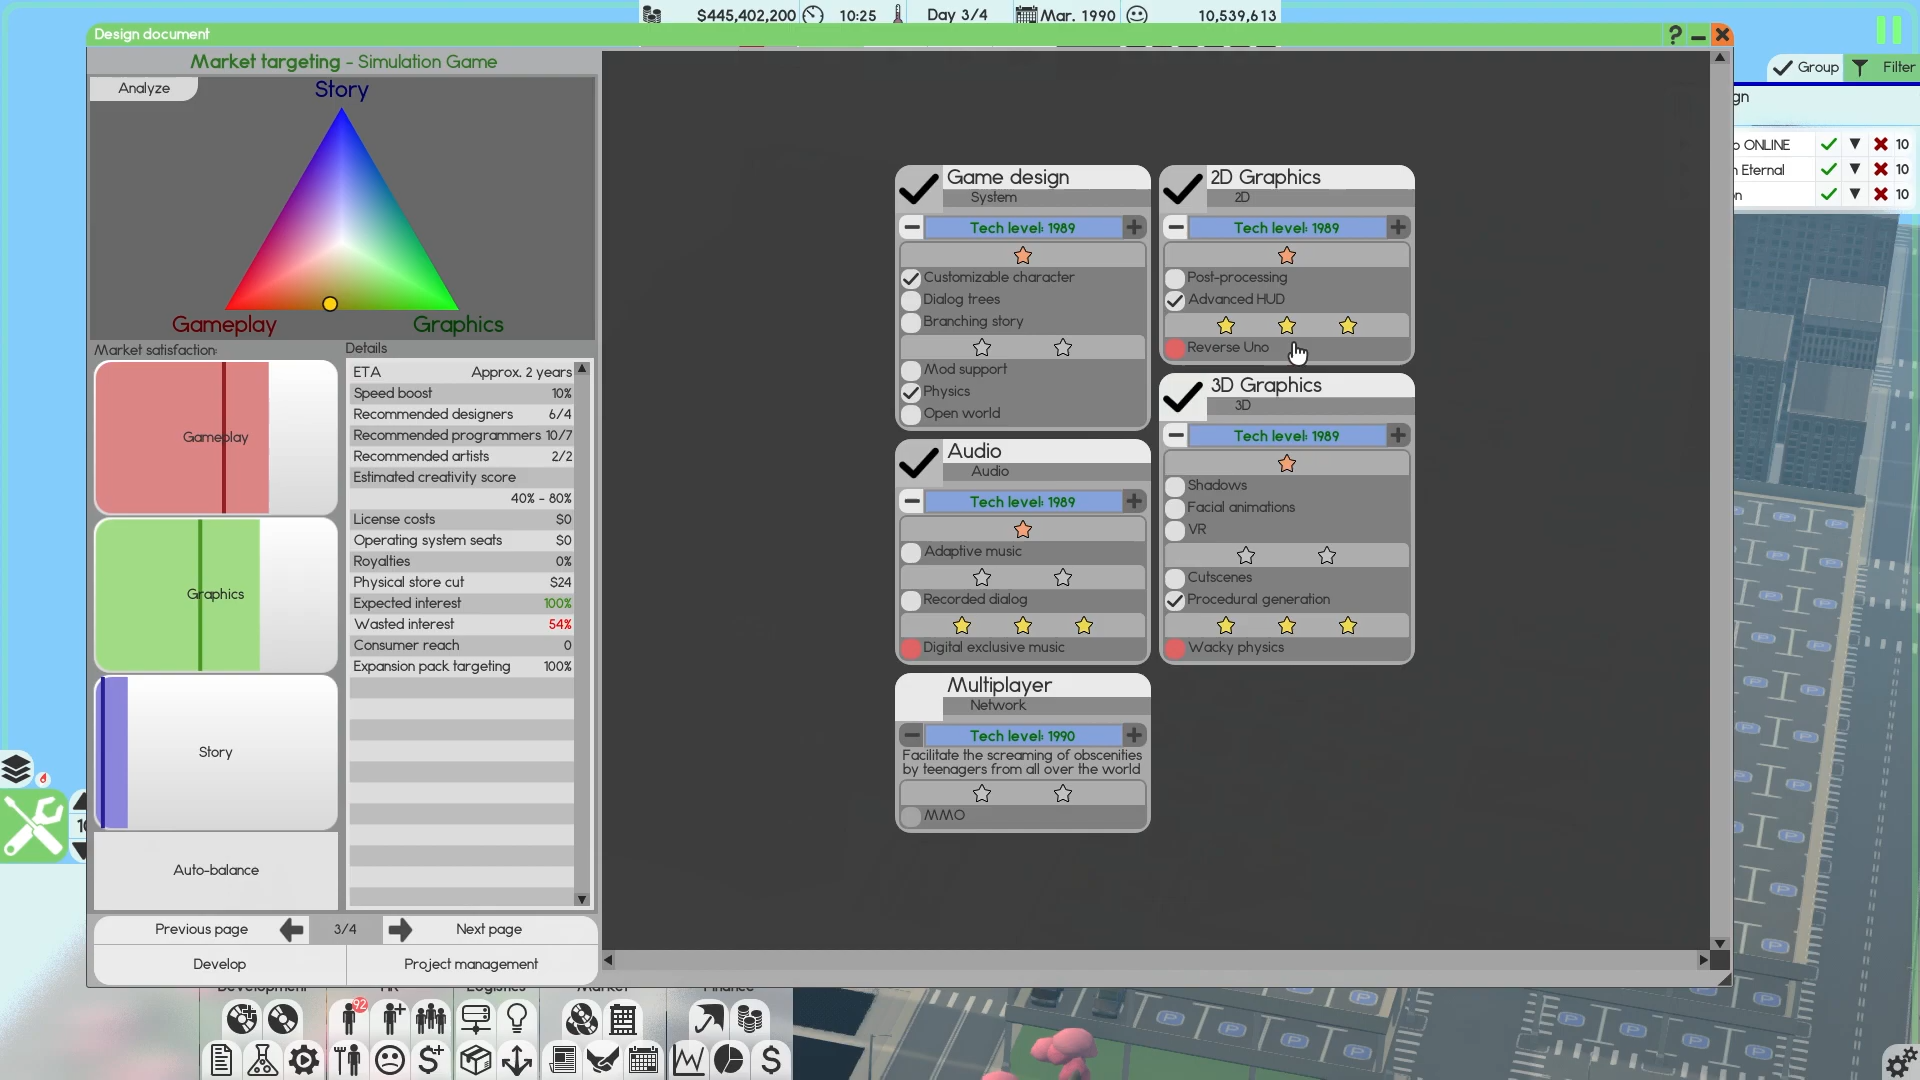 $445,402,200
10:25
Day 3/4
Mar. 1990
10,539,613
Design document
?
Group
Filter
gn
ONLINE
10
Eternal
10
on
10
Market targeting - Simulation Game
Analyze
Story
Gameplay
Graphics
Market satisfaction:
Gameplay
Graphics
Story
Auto-balance
Details
ETA Approx. 2 years
Speed boost 10%
Recommended designers 6/4
Recommended programmers 10/7
Recommended artists 2/2
Estimated creativity score
40% - 80%
License costs $0
Operating system seats $0
Royalties 0%
Physical store cut $24
Expected interest 100%
Wasted interest 54%
Consumer reach 0
Expansion pack targeting 100%
Previous page
3/4
Next page
Develop
Project management
Game design
System
Tech level: 1989
Customizable character
Dialog trees
Branching story
Mod support
Physics
Open world
Audio
Audio
Tech level: 1989
Adaptive music
Recorded dialog
Digital exclusive music
Multiplayer
Network
Tech level: 1990
Facilitate the screaming of obscenities
by teenagers from all over the world
MMO
2D Graphics
2D
Tech level: 1989
Post-processing
Advanced HUD
Reverse Uno
3D Graphics
3D
Tech level: 1989
Shadows
Facial animations
VR
Cutscenes
Procedural generation
Wacky physics
Development
HR
Logistics
Market
Finance
92